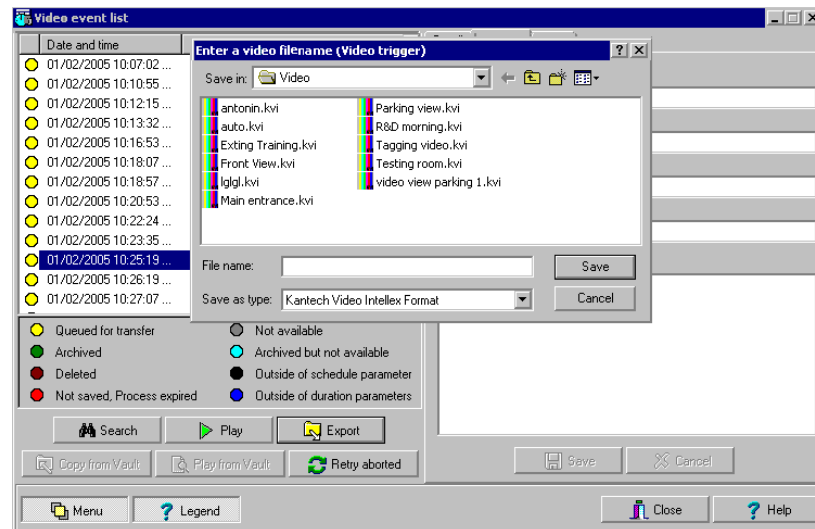 Video event list
Date and time
01/02/2005 10:07:02 ...
01/02/2005 10:10:55 ...
01/02/2005 10:12:15 ...
01/02/2005 10:13:32 ...
01/02/2005 10:16:53 ...
01/02/2005 10:18:07 ...
01/02/2005 10:18:57 ...
01/02/2005 10:20:53 ...
01/02/2005 10:22:24 ...
01/02/2005 10:23:35 ...
01/02/2005 10:25:19 ...
01/02/2005 10:26:19 ...
01/02/2005 10:27:07 ...
Enter a video filename (Video trigger)
Save in: Video
antonin.kvi
auto.kvi
Exting Training.kvi
Front View.kvi
lglgl.kvi
Main entrance.kvi
Parking view.kvi
R&D morning.kvi
Tagging video.kvi
Testing room.kvi
video view parking 1.kvi
File name:
Save
Save as type: Kantech Video Intellex Format
Cancel
Queued for transfer
Archived
Deleted
Not saved, Process expired
Not available
Archived but not available
Outside of schedule parameter
Outside of duration parameters
Search
Play
Export
Copy from Vault
Play from Vault
Retry aborted
Save
Cancel
Menu
Legend
Close
Help